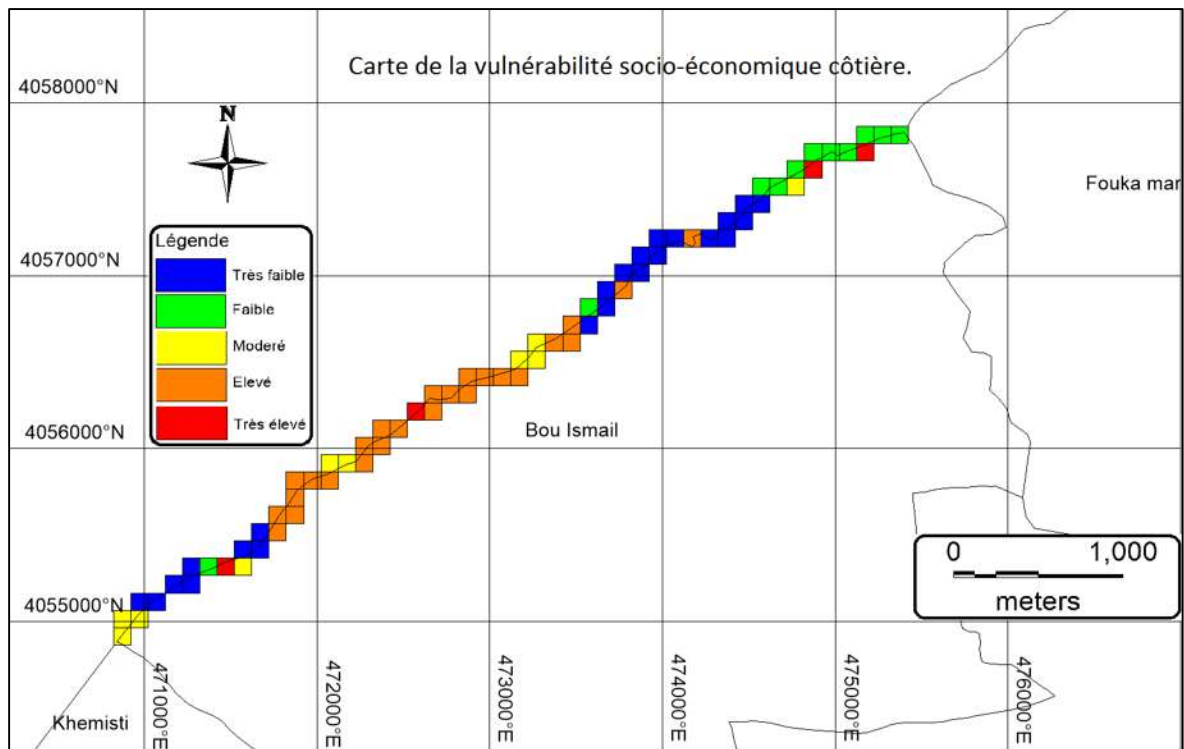 Carte de la vulnérabilité socio-économique côtière.
4058000°N
N
Fouka mar
Légende
Très faible
Faible
Moderé
Elevé
Très élevé
4057000°N
Bou Ismail
4056000°N
0 1,000
meters
4055000°N
471000°E
472000°E
473000°E
474000°E
475000°E
476000°E
Khemisti